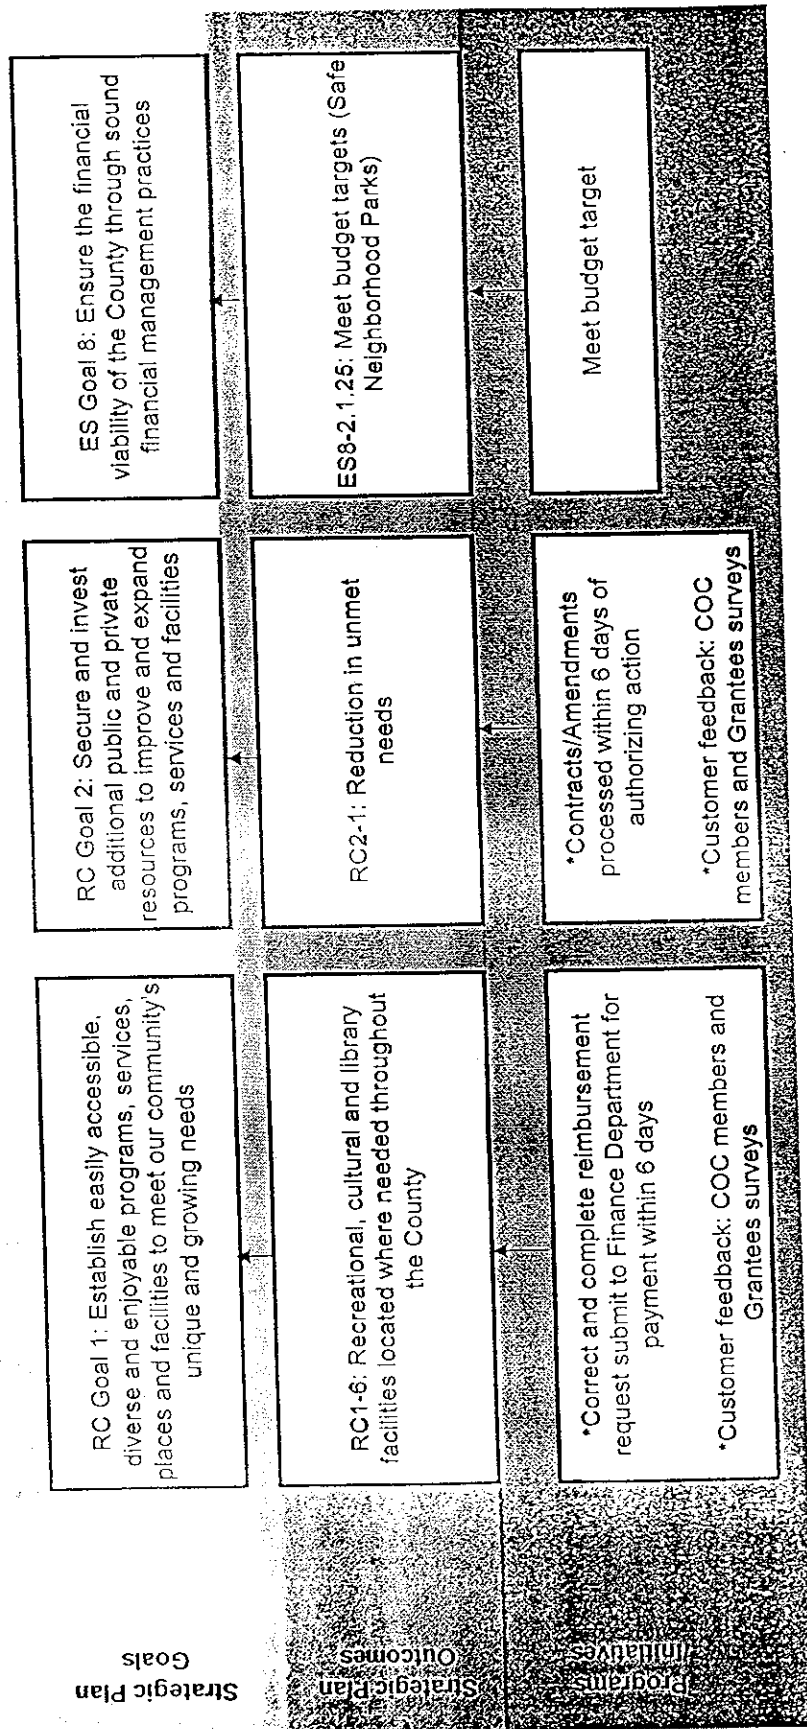 Strategic Plan
Goals
RC Goal 1: Establish easily accessible,
diverse and enjoyable programs, services,
places and facilities to meet our community's
unique and growing needs
RC Goal 2: Secure and invest
additional public and private
resources to improve and expand
programs, services and facilities
ES Goal 8: Ensure the financial
viability of the County through sound
financial management practices
Strategic Plan
Outcomes
RC1-6: Recreational, cultural and library
facilities located where needed throughout
the County
RC2-1: Reduction in unmet
needs
ES8-2.1.25: Meet budget targets (Safe
Neighborhood Parks)
Programs
Initiatives
*Correct and complete reimbursement
request submit to Finance Department for
payment within 6 days
*Customer feedback: COC members and
Grantees surveys
*Contracts/Amendments
processed within 6 days of
authorizing action
*Customer feedback: COC
members and Grantees surveys
Meet budget target